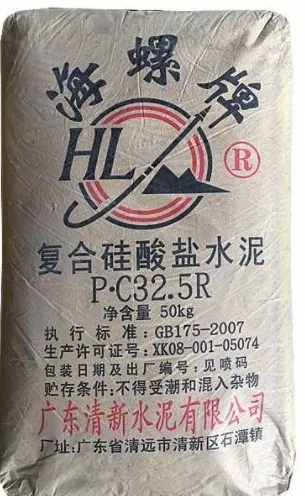 海螺牌
HL
®
复合硅酸盐水泥
P·C32.5R
净含量:50kg
执行标准:GB175-2007
生产许可证号:XK08-001-05074
包装日期及出厂编号:见喷码
贮存条件:不得受潮和混入杂物
广东清新水泥有限公司
厂址:广东省清远市清新区石潭镇